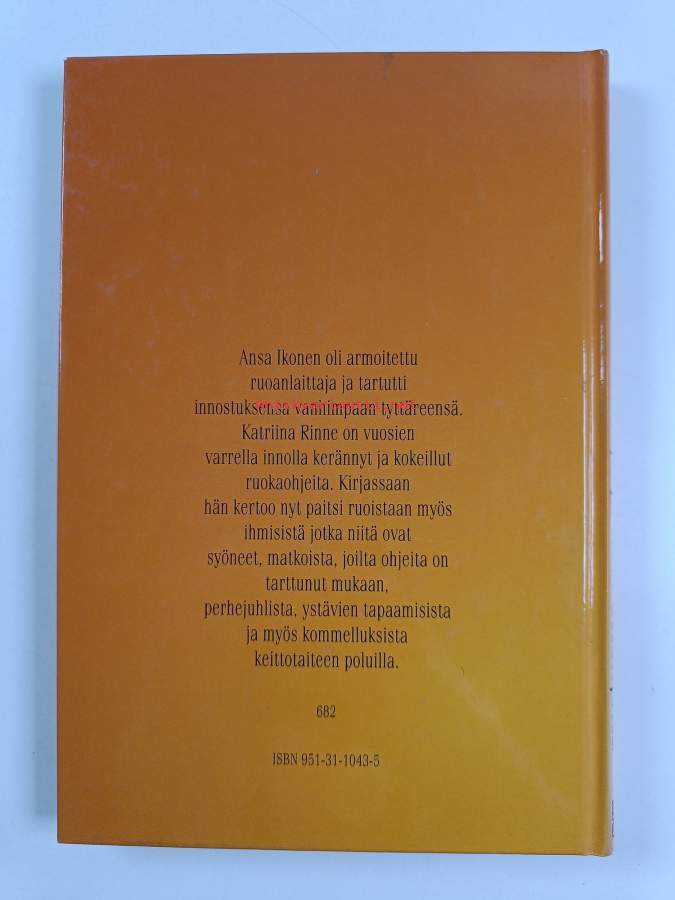 Ansa Ikonen oli armoitettu
ruoanlaittaja ja tartutti
innostuksensa vanhimpaan tyttäreensä.
Katriina Rinne on vuosien
varrella innolla kerännyt ja kokeillut
ruokaohjeita. Kirjassaan
hän kertoo nyt paitsi ruoistaan myös
ihmisistä jotka niitä ovat
syöneet, matkoista, joilta ohjeita on
tarttunut mukaan,
perhejuhlista, ystävien tapaamisista
ja myös kommelluksista
keittotaiteen poluilla.
682
ISBN 951-31-1043-5